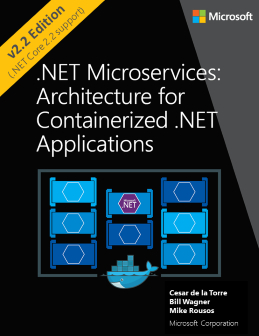 Microsoft
v2.2 Edition
(.NET Core 2.2 support)
.NET Microservices:
Architecture for
Containerized .NET
Applications
.NET
Cesar de la Torre
Bill Wagner
Mike Rousos
Microsoft Corporation